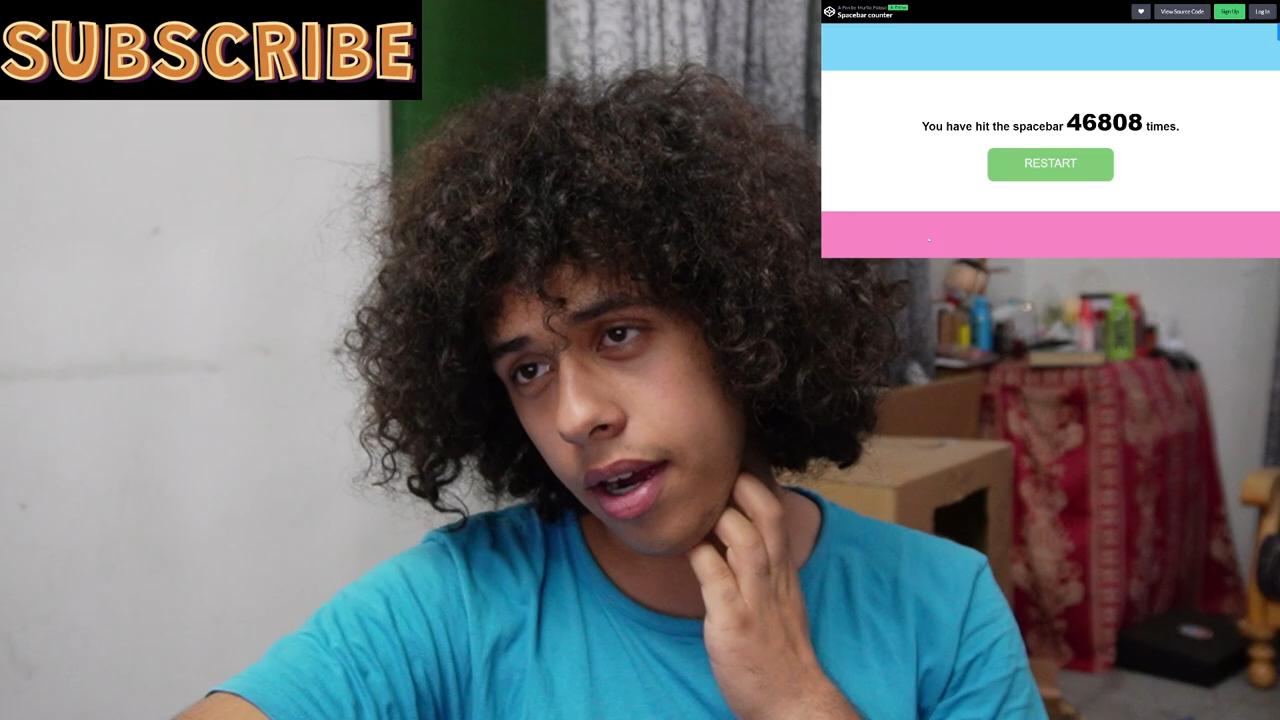 SUBSCRIBE
Spacebar counter
View Source Code
Sign Up
Log In
You have hit the spacebar 46808 times.
RESTART